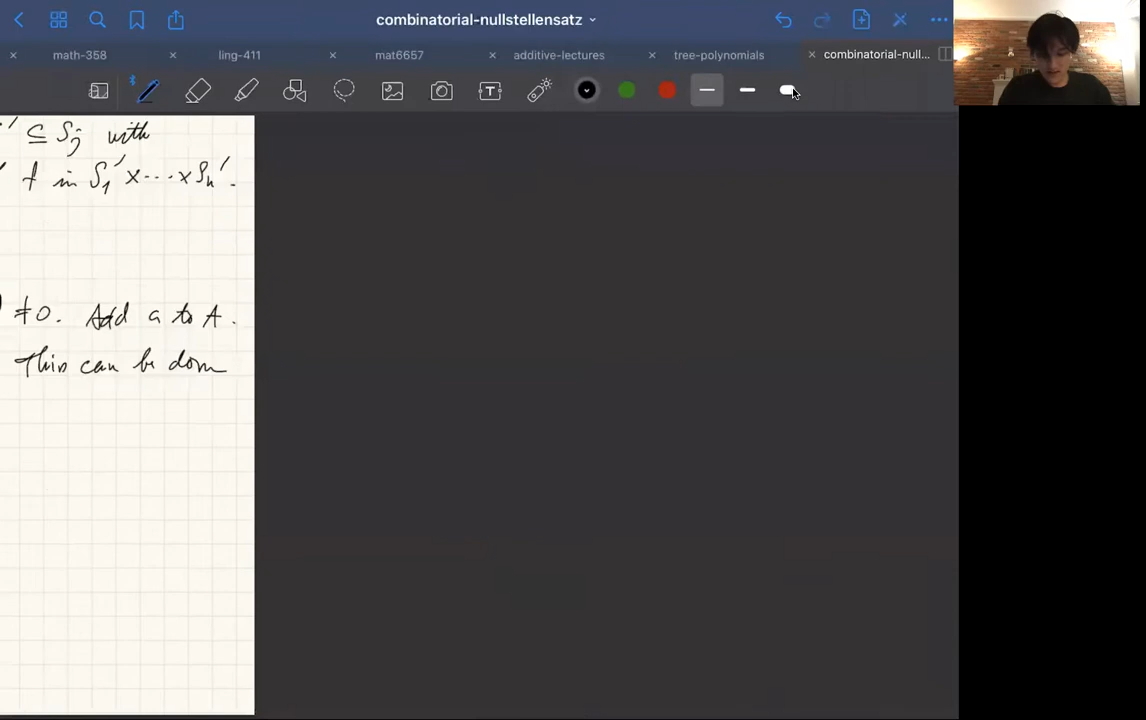 combinatorial-nullstellensatz
math-358
ling-411
mat6657
additive-lectures
tree-polynomials
combinatorial-null...
' ⊆ Sj with
' f in S1' x...x Sn'.
) ≠0. Add a to A.
This can be done